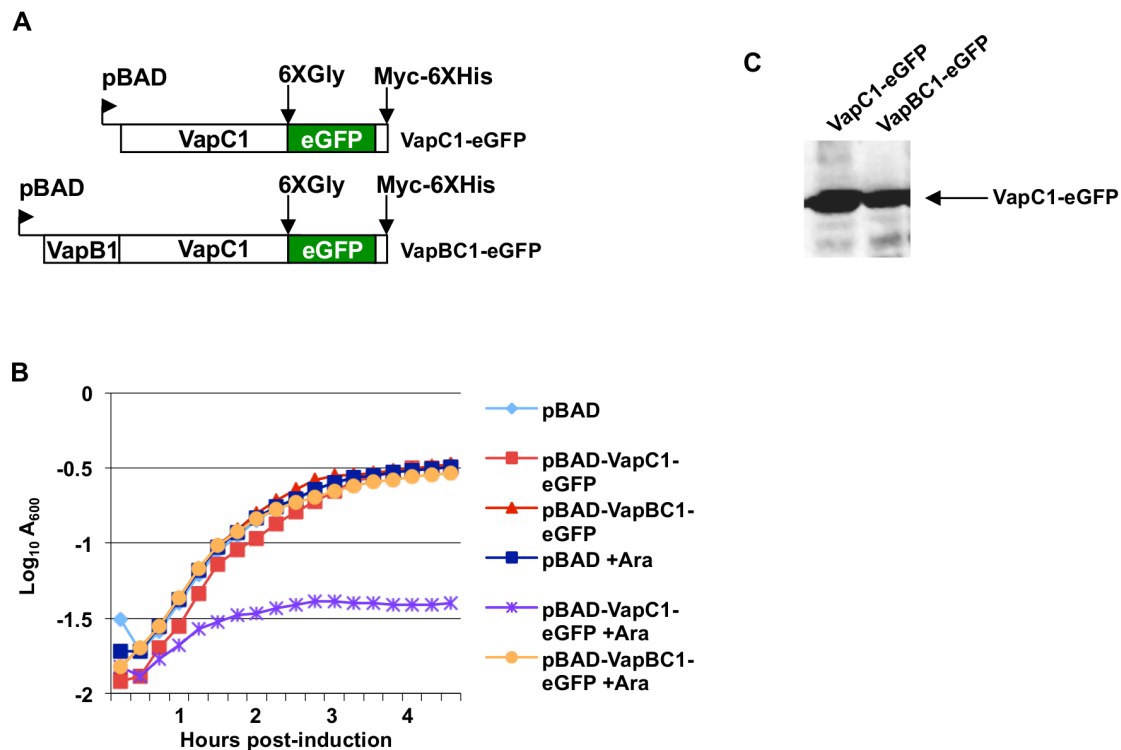 A
pBAD
6XGly
Myc-6XHis
VapC1
eGFP
VapC1-eGFP
pBAD
6XGly
Myc-6XHis
VapB1
VapC1
eGFP
VapBC1-eGFP
C
VapC1-eGFP
VapBC1-eGFP
VapC1-eGFP
B
0
-0.5
-1
-1.5
-2
Log10 A600
1
2
3
4
Hours post-induction
pBAD
pBAD-VapC1-
eGFP
pBAD-VapBC1-
eGFP
pBAD +Ara
pBAD-VapC1-
eGFP +Ara
pBAD-VapBC1-
eGFP +Ara